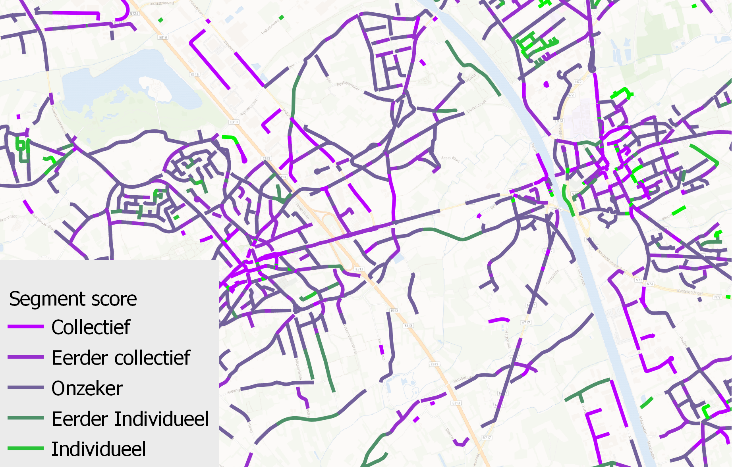 Segment score
Collectief
Eerder collectief
Onzeker
Eerder Individueel
Individueel